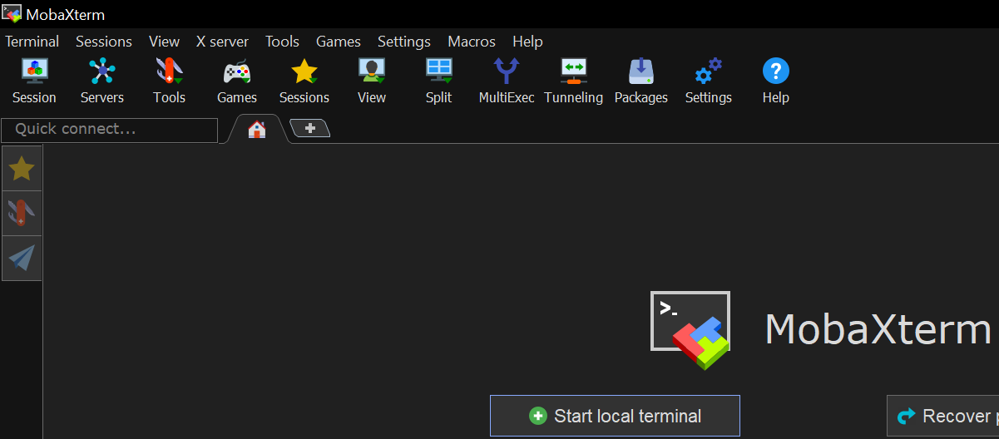 MobaXterm
Terminal Sessions View X server Tools Games Settings Macros Help
Session Servers Tools Games Sessions View Split MultiExec Tunneling Packages Settings Help
Quick connect...
>_
MobaXterm
Start local terminal Recover p